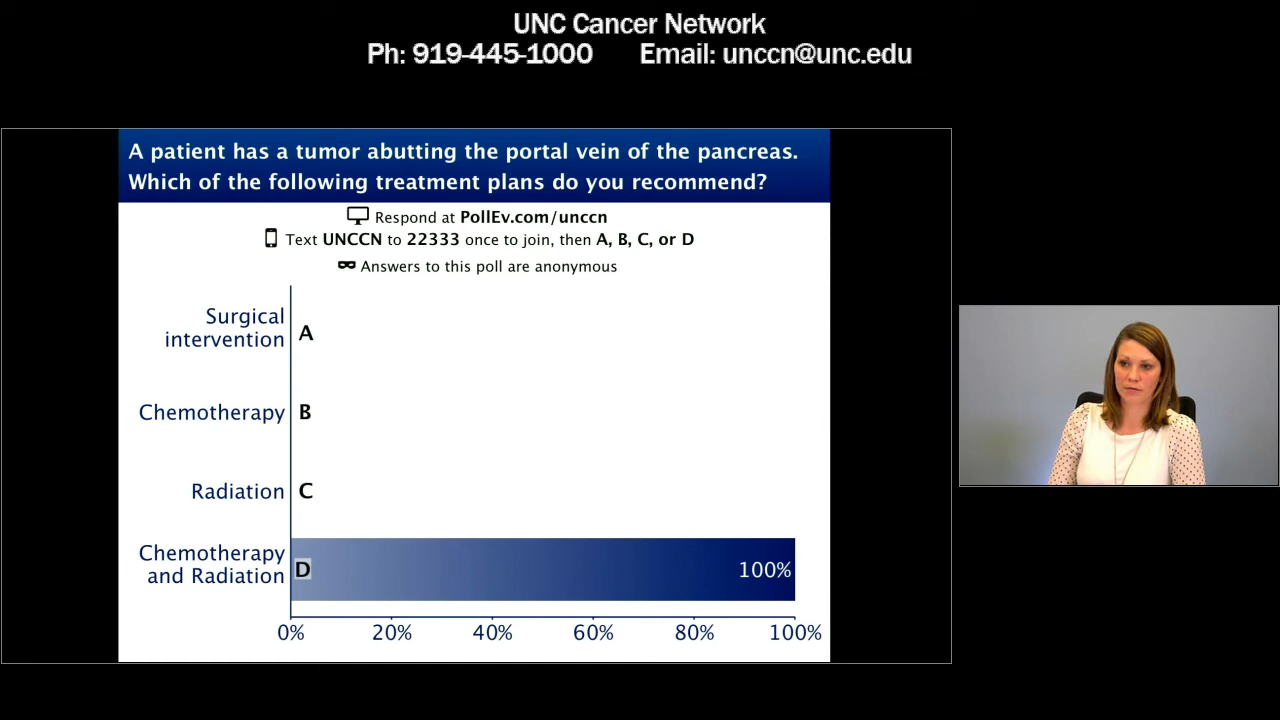 UNC Cancer Network
Ph: 919-445-1000 Email: unccn@unc.edu
A patient has a tumor abutting the portal vein of the pancreas.
Which of the following treatment plans do you recommend?
Respond at PollEv.com/unccn
Text UNCCN to 22333 once to join, then A, B, C, or D
Answers to this poll are anonymous
Surgical
intervention
A
Chemotherapy B
Radiation C
Chemotherapy
and Radiation
D
100%
0% 20% 40% 60% 80% 100%